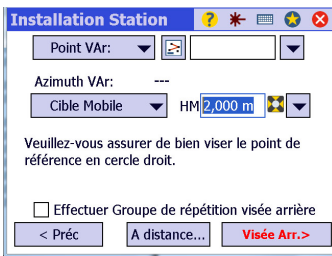 Installation Station
Point VAr:
Azimuth VAr: ---
Cible Mobile HM 2,000 m
Veuillez-vous assurer de bien viser le point de
référence en cercle droit.
Effectuer Groupe de répétition visée arrière
< Préc A distance... Visée Arr.>